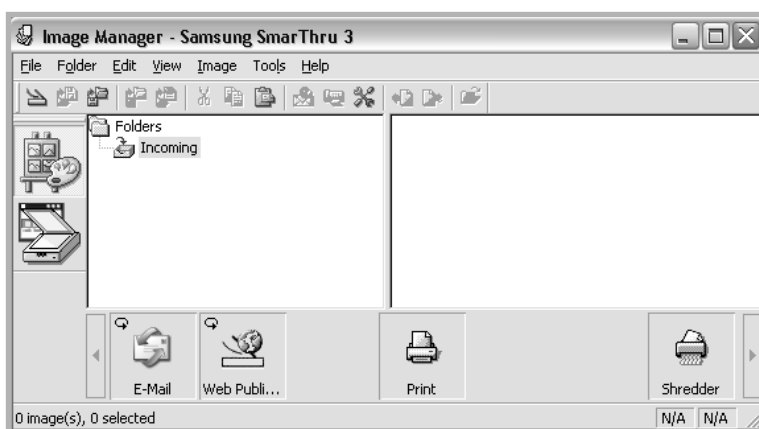 Image Manager - Samsung SmarThru 3
File Folder Edit View Image Tools Help
Folders
Incoming
E-Mail Web Publi... Print Shredder
0 image(s), 0 selected N/A N/A